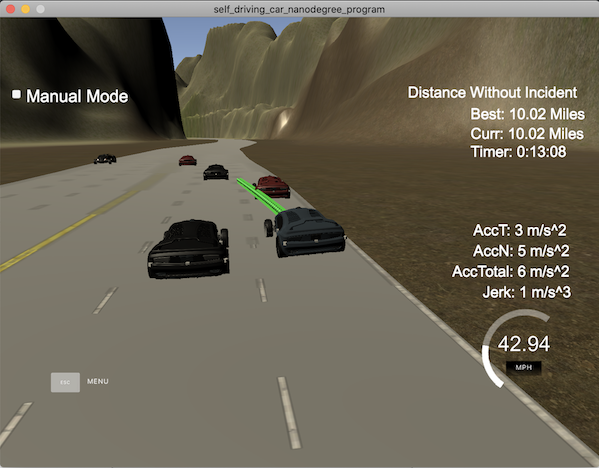 self_driving_car_nanodegree_program
Manual Mode
Distance Without Incident
Best: 10.02 Miles
Curr: 10.02 Miles
Timer: 0:13:08
AccT: 3 m/s^2
AccN: 5 m/s^2
AccTotal: 6 m/s^2
Jerk: 1 m/s^3
42.94
MPH
ESC MENU